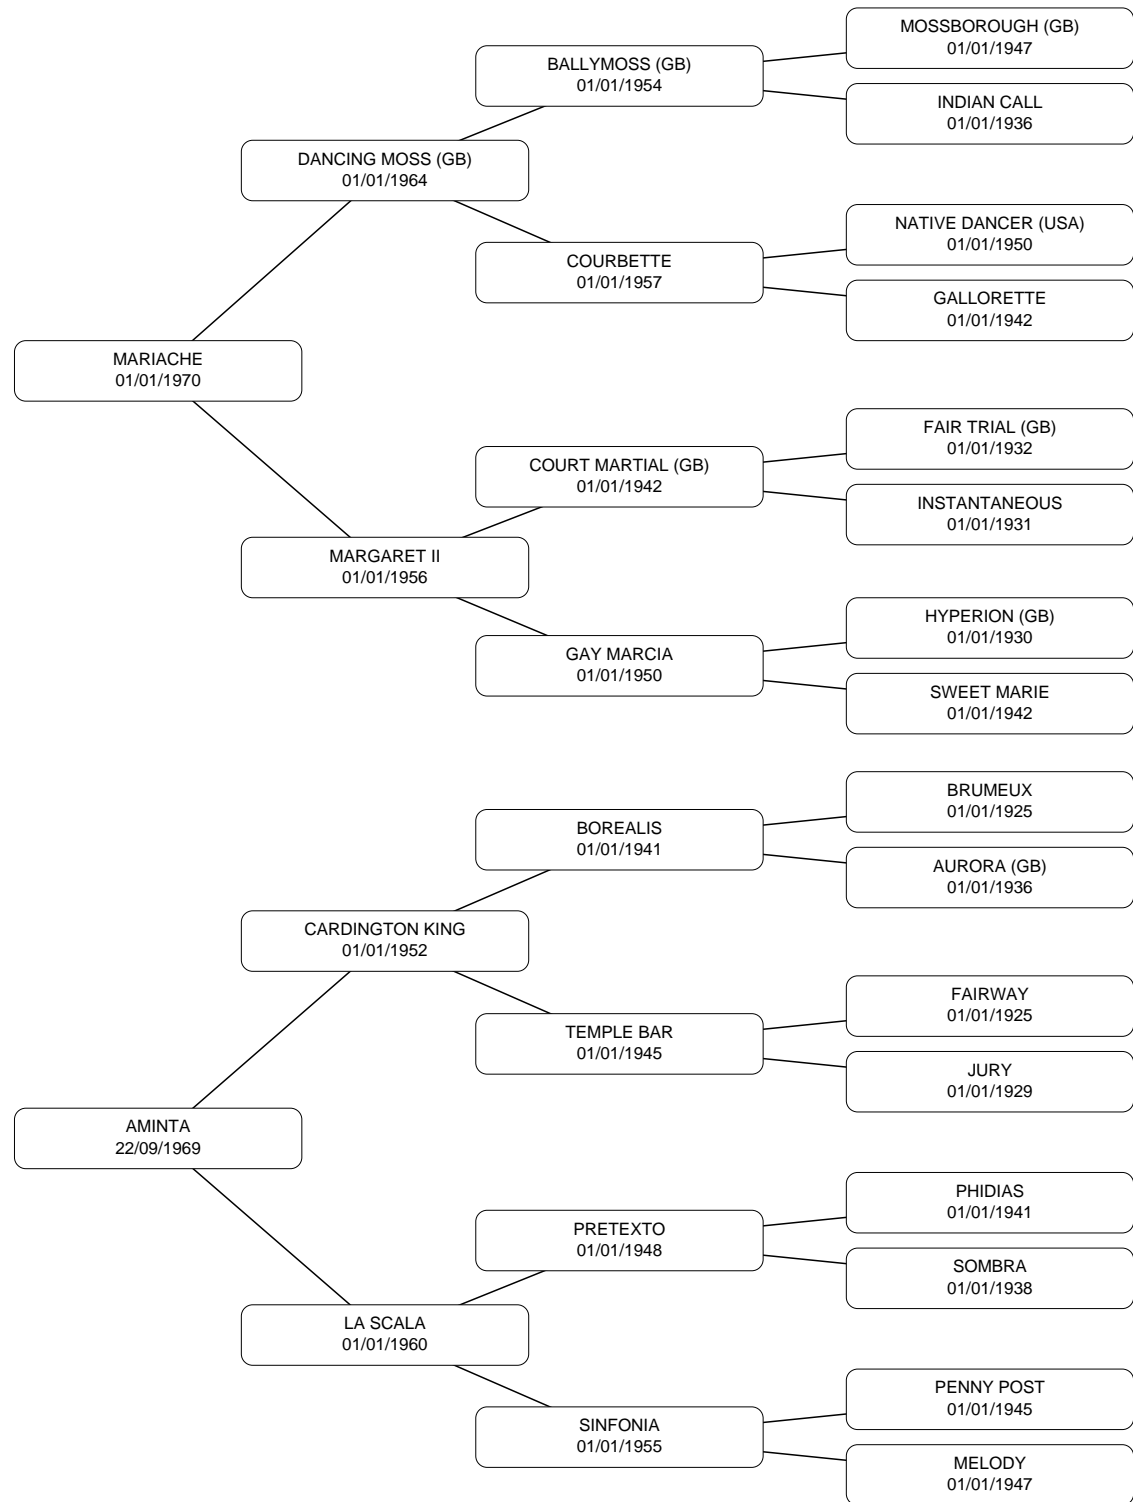 MOSSBOROUGH (GB)
01/01/1947
BALLYMOSS (GB)
01/01/1954
INDIAN CALL
01/01/1936
DANCING MOSS (GB)
01/01/1964
NATIVE DANCER (USA)
01/01/1950
COURBETTE
01/01/1957
GALLORETTE
01/01/1942
MARIACHE
01/01/1970
FAIR TRIAL (GB)
01/01/1932
COURT MARTIAL (GB)
01/01/1942
INSTANTANEOUS
01/01/1931
MARGARET II
01/01/1956
HYPERION (GB)
01/01/1930
GAY MARCIA
01/01/1950
SWEET MARIE
01/01/1942
BRUMEUX
01/01/1925
BOREALIS
01/01/1941
AURORA (GB)
01/01/1936
CARDINGTON KING
01/01/1952
FAIRWAY
01/01/1925
TEMPLE BAR
01/01/1945
JURY
01/01/1929
AMINTA
22/09/1969
PHIDIAS
01/01/1941
PRETEXTO
01/01/1948
SOMBRA
01/01/1938
LA SCALA
01/01/1960
PENNY POST
01/01/1945
SINFONIA
01/01/1955
MELODY
01/01/1947